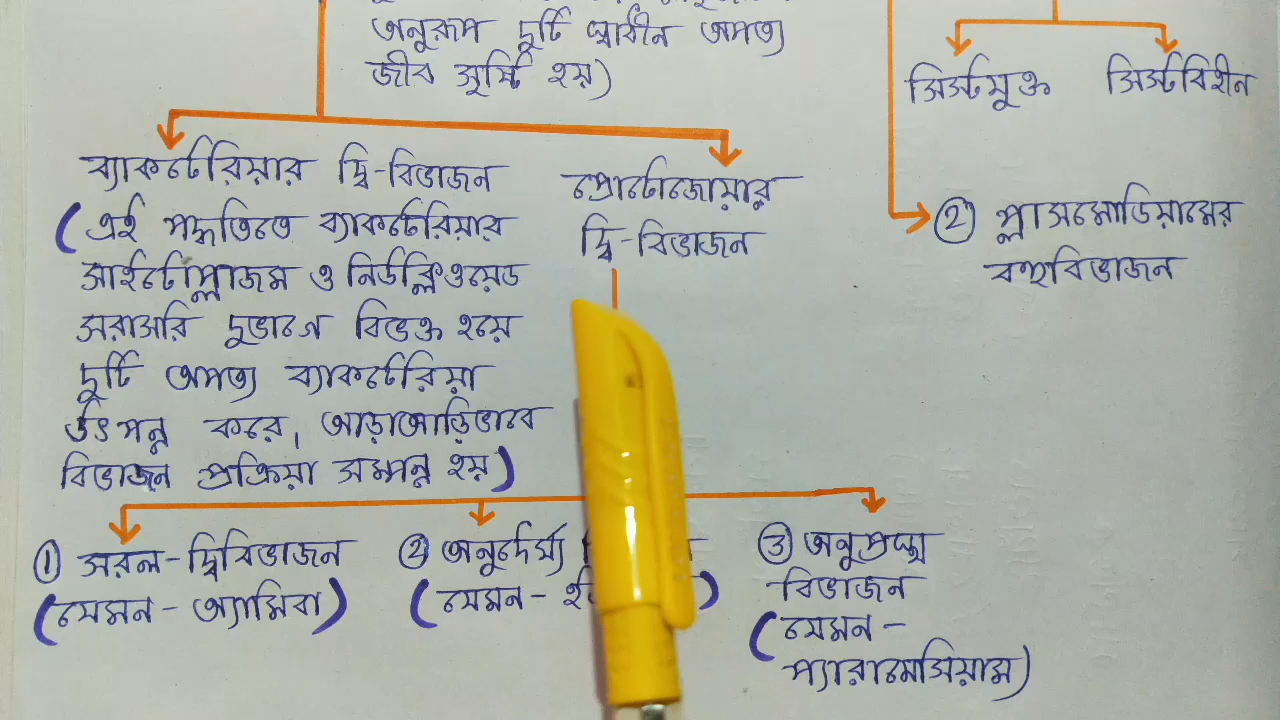 অনুরূপ দুটি স্বাধীন অপত্য
জীব সৃষ্টি হয়)
সিস্টযুক্ত
সিস্টবিহীন
ব্যাকটেরিয়ার দ্বি-বিভাজন
(এই পদ্ধতিতে ব্যাকটেরিয়ার
সাইটোপ্লাজম ও নিউক্লিওয়েড
সরাসরি দুভাগে বিভক্ত হয়ে
দুটি অপত্য ব্যাকটেরিয়া
উৎপন্ন করে, আড়াআড়িভাবে
বিভাজন প্রক্রিয়া সম্পন্ন হয়)
প্রোটোজোয়ার
দ্বি-বিভাজন
② প্লাসমোডিয়ামের
বহুবিভাজন
① সরল-দ্বিবিভাজন
(যেমন - অ্যামিবা)
② অনুদৈর্ঘ্য
(যেমন -
③ অনুপ্রস্থ
বিভাজন
(যেমন -
প্যারামেসিয়াম)